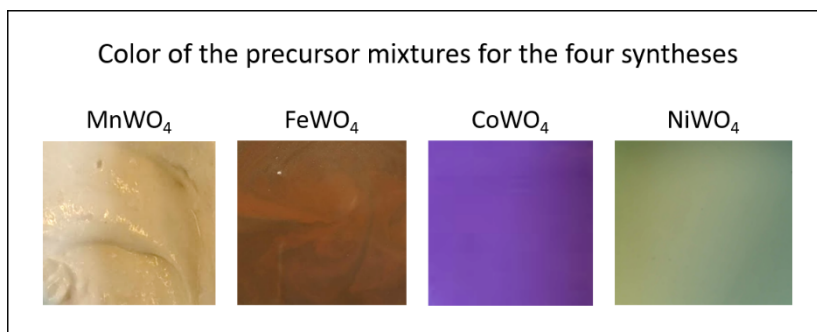 Color of the precursor mixtures for the four syntheses
MnWO₄ FeWO₄ CoWO₄ NiWO₄